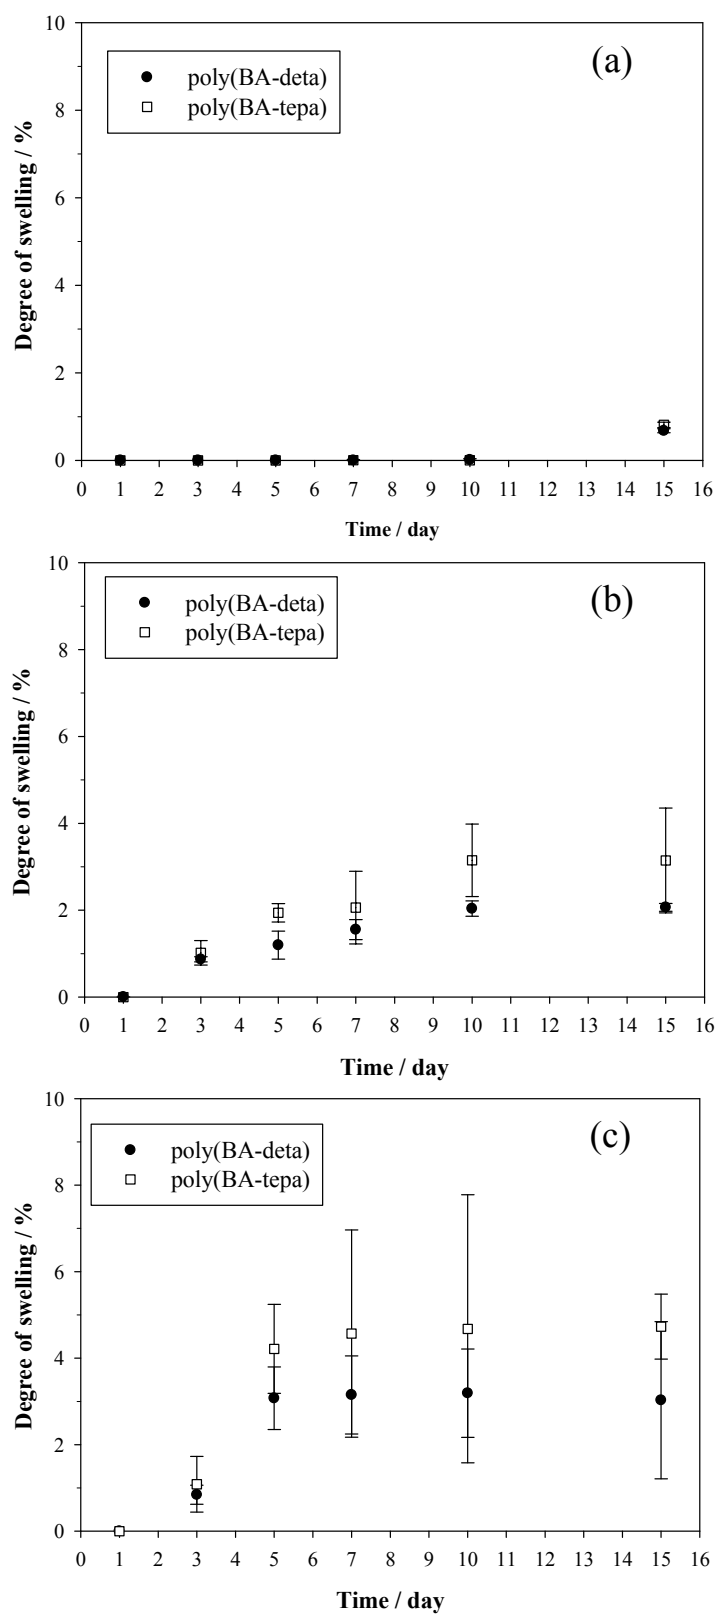 10
8
6
4
2
0
Degree of swelling / %
poly(BA-deta)
poly(BA-tepa)
(a)
0 1 2 3 4 5 6 7 8 9 10 11 12 13 14 15 16
Time / day
10
8
6
4
2
0
Degree of swelling / %
poly(BA-deta)
poly(BA-tepa)
(b)
0 1 2 3 4 5 6 7 8 9 10 11 12 13 14 15 16
Time / day
10
8
6
4
2
0
Degree of swelling / %
poly(BA-deta)
poly(BA-tepa)
(c)
0 1 2 3 4 5 6 7 8 9 10 11 12 13 14 15 16
Time / day